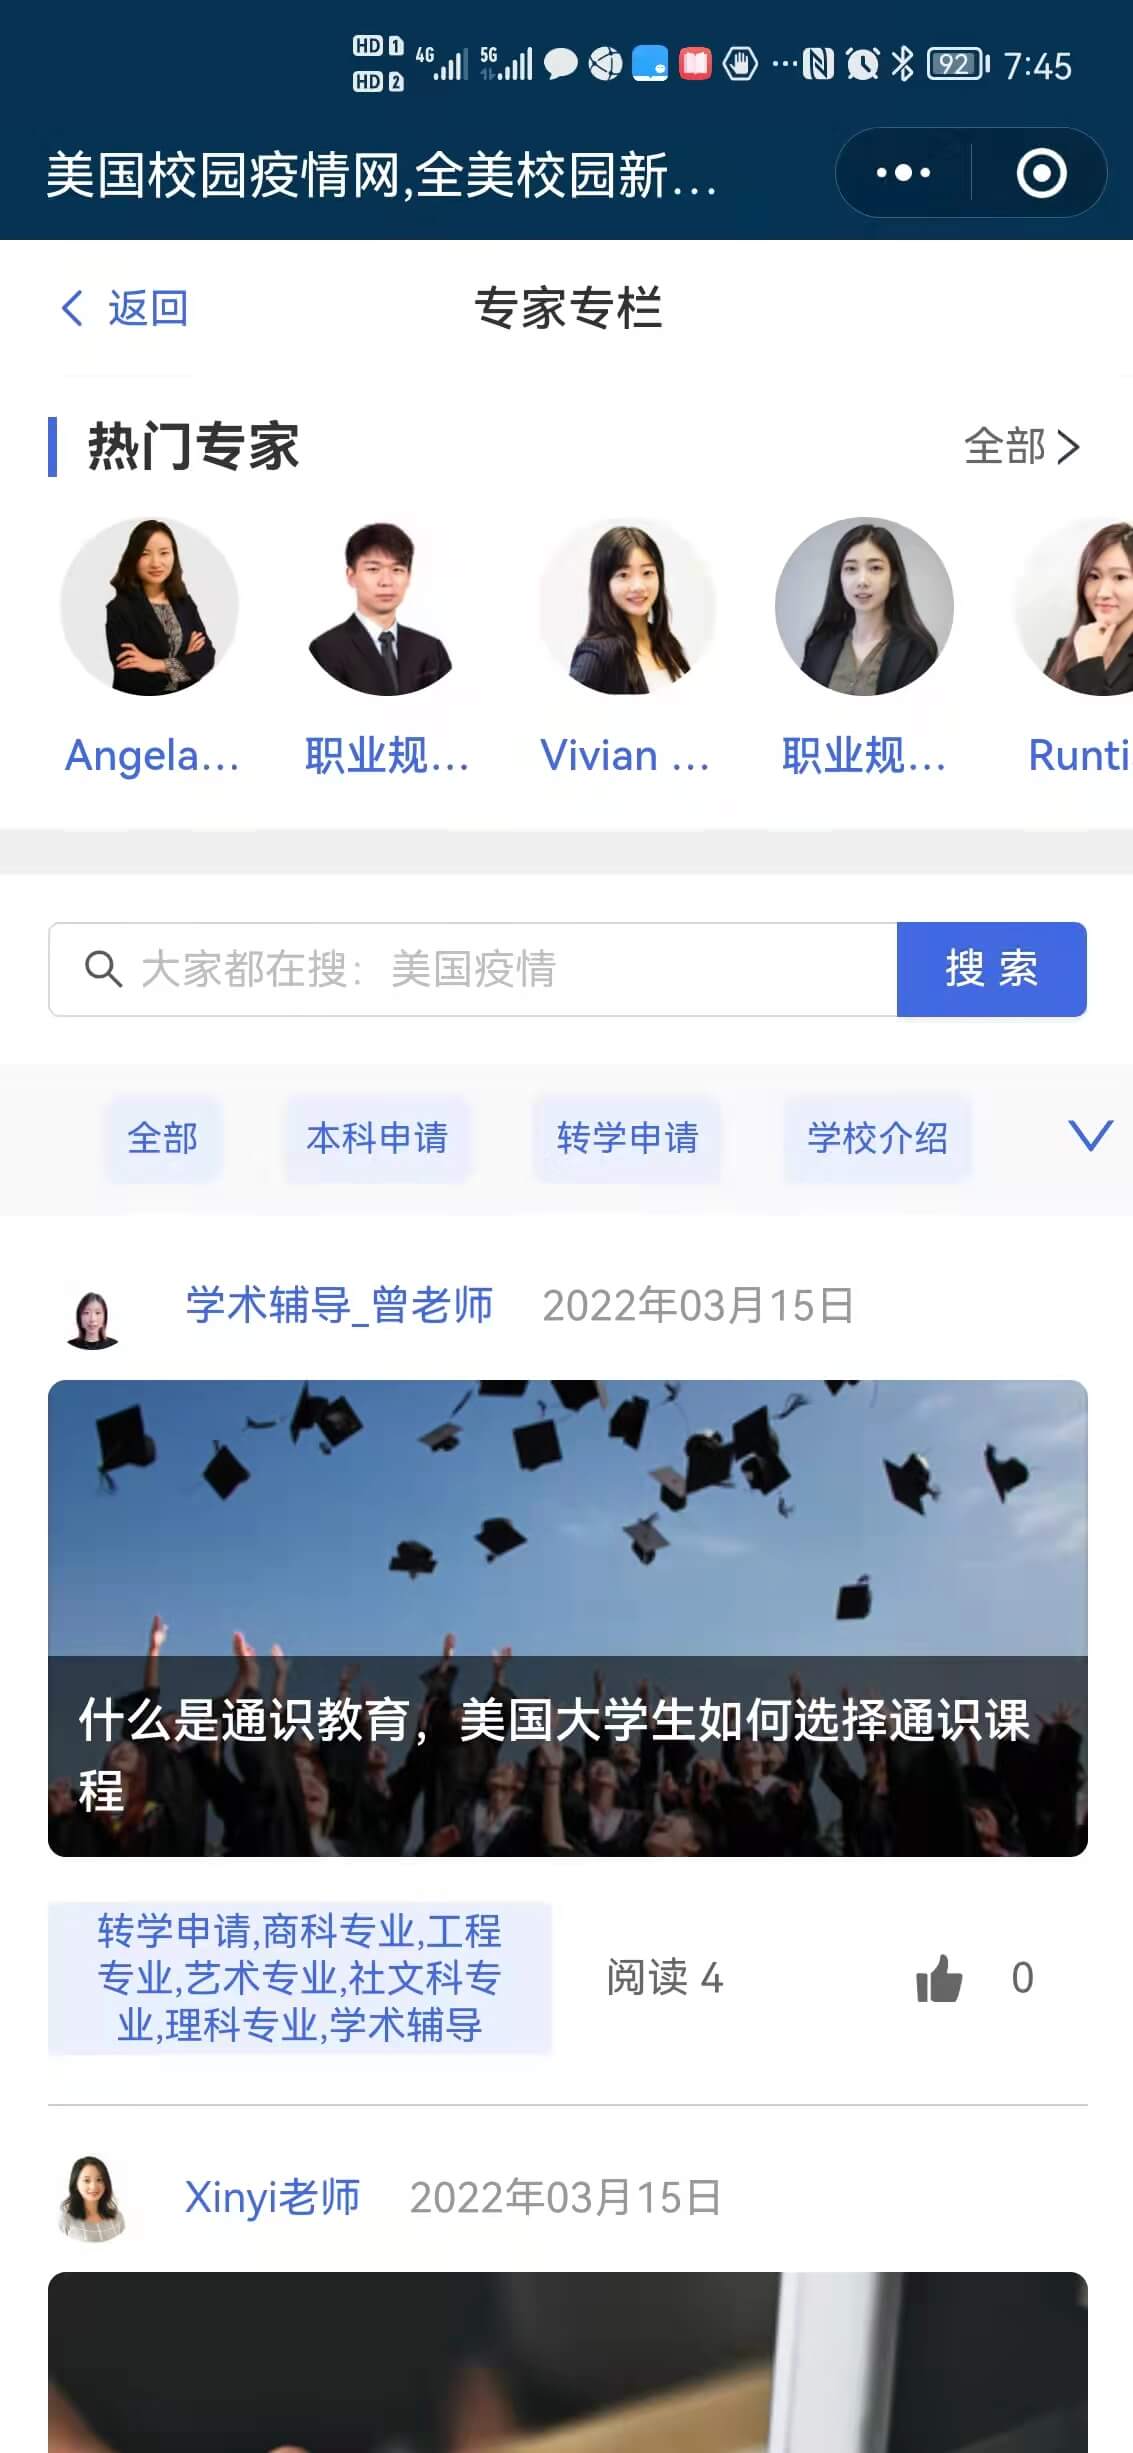 HD 1 4G 5G 92 7:45
HD 2
美国校园疫情网,全美校园新...
返回 专家专栏
热门专家 全部
Angela... 职业规... Vivian ... 职业规... Runti
大家都在搜：美国疫情 搜 索
全部 本科申请 转学申请 学校介绍
学术辅导_曾老师 2022年03月15日
什么是通识教育，美国大学生如何选择通识课
程
转学申请,商科专业,工程
专业,艺术专业,社文科专
业,理科专业,学术辅导
阅读 4 0
Xinyi老师 2022年03月15日